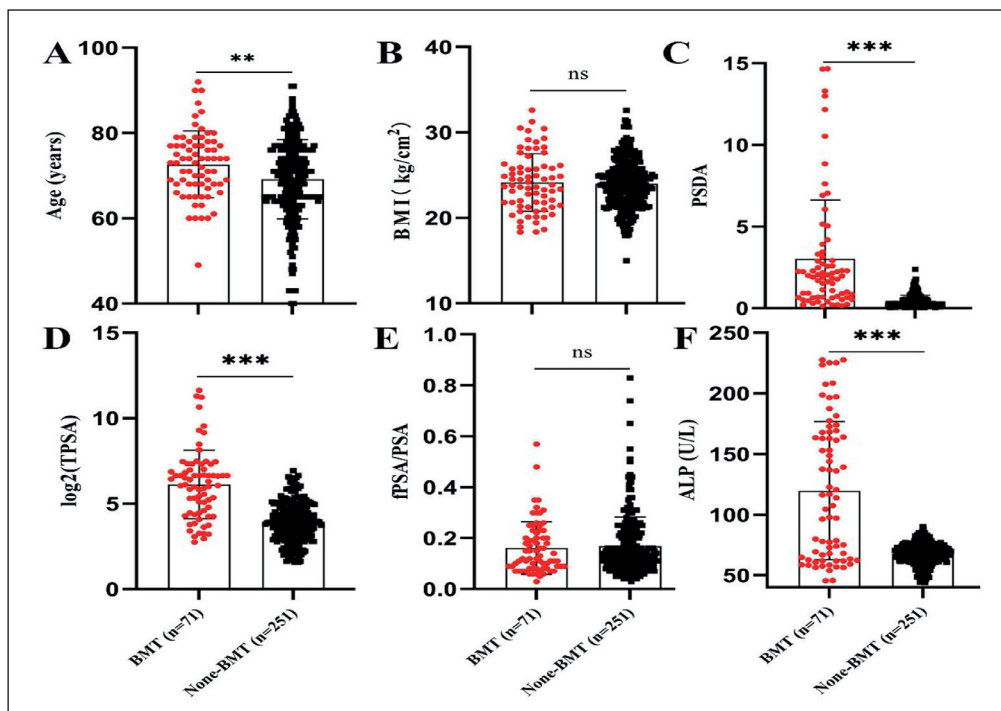 A
100
80
60
40
Age (years)
**
B
40
30
20
10
BMI ( kg/cm²)
ns
C
15
10
5
0
PSDA
***
D
15
10
5
0
log2(TPSA)
***
E
1.0
0.8
0.6
0.4
0.2
0.0
fPSA/PSA
ns
F
250
200
150
100
50
ALP (U/L)
***
BMT (n=71)
None-BMT (n=251)
BMT (n=71)
None-BMT (n=251)
BMT (n=71)
None-BMT (n=251)